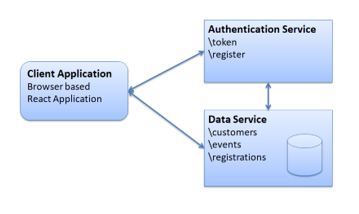 Client Application
Browser based
React Application
Authentication Service
\token
\register
Data Service
\customers
\events
\registrations